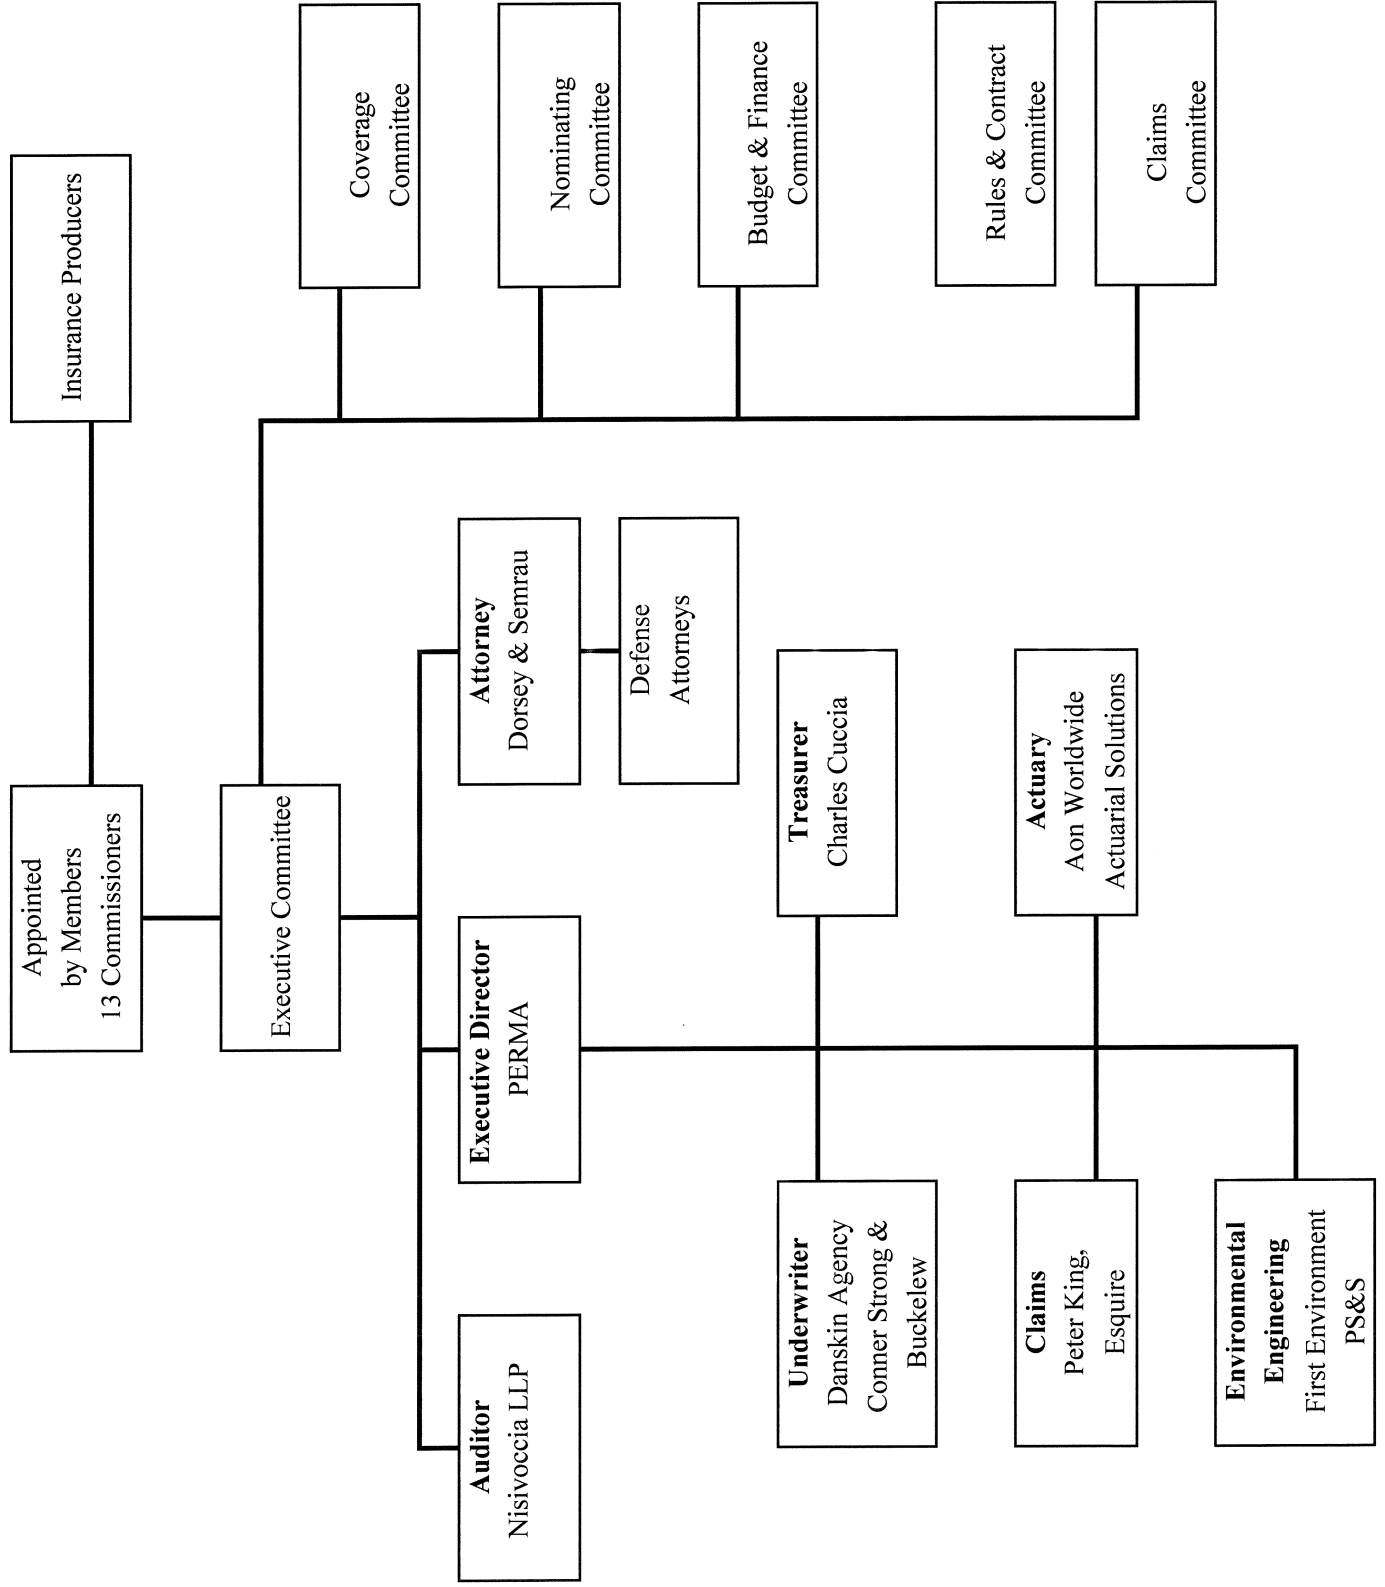 Appointed
by Members
13 Commissioners
Insurance Producers
Executive Committee
Coverage
Committee
Nominating
Committee
Budget & Finance
Committee
Rules & Contract
Committee
Claims
Committee
Auditor
Nisivoccia LLP
Executive Director
PERMA
Attorney
Dorsey & Semrau
Defense
Attorneys
Underwriter
Danskin Agency
Conner Strong &
Buckelew
Treasurer
Charles Cuccia
Claims
Peter King,
Esquire
Actuary
Aon Worldwide
Actuarial Solutions
Environmental
Engineering
First Environment
PS&S